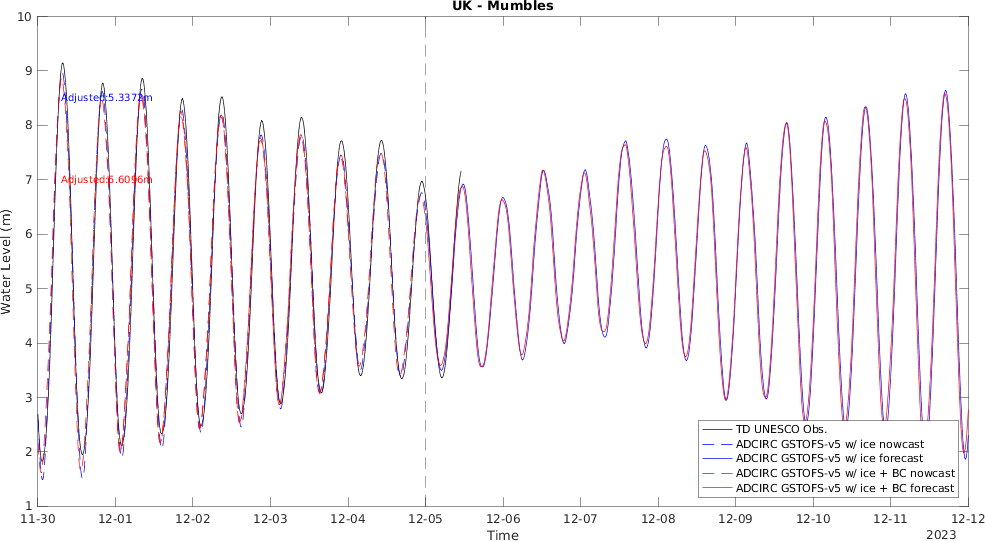 UK - Mumbles
10
9
8
7
6
5
4
3
2
1
Water Level (m)
Adjusted:5.3372m
Adjusted:5.6096m
TD UNESCO Obs.
ADCIRC GSTOFS-v5 w/ ice nowcast
ADCIRC GSTOFS-v5 w/ ice forecast
ADCIRC GSTOFS-v5 w/ ice + BC nowcast
ADCIRC GSTOFS-v5 w/ ice + BC forecast
11-30 12-01 12-02 12-03 12-04 12-05 12-06 12-07 12-08 12-09 12-10 12-11 12-12
Time
2023